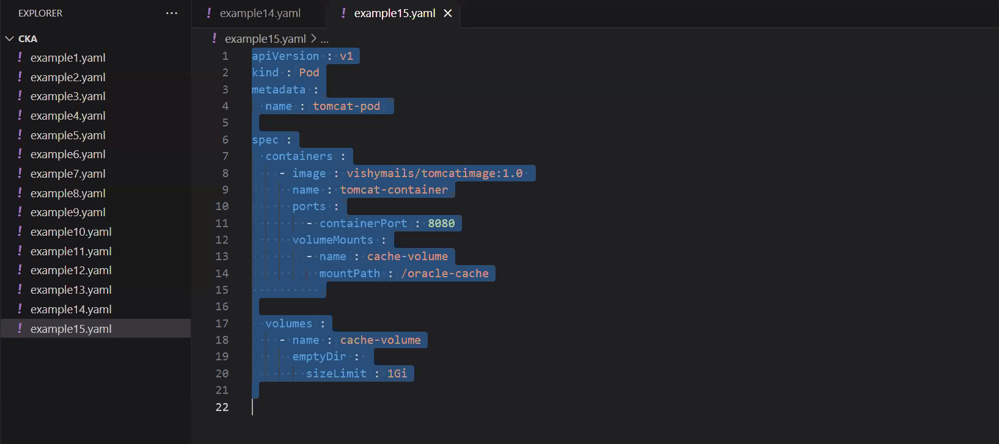 EXPLORER ...
CKA
! example1.yaml
! example2.yaml
! example3.yaml
! example4.yaml
! example5.yaml
! example6.yaml
! example7.yaml
! example8.yaml
! example9.yaml
! example10.yaml
! example11.yaml
! example12.yaml
! example13.yaml
! example14.yaml
! example15.yaml
! example14.yaml ! example15.yaml
! example15.yaml > ...
1 apiVersion : v1
2 kind : Pod
3 metadata :
4   name : tomcat-pod
5
6 spec :
7   containers :
8     - image : vishymails/tomcatimage:1.0
9       name : tomcat-container
10       ports :
11         - containerPort : 8080
12       volumeMounts :
13         - name : cache-volume
14           mountPath : /oracle-cache
15
16
17   volumes :
18     - name : cache-volume
19       emptyDir :
20         sizeLimit : 1Gi
21
22